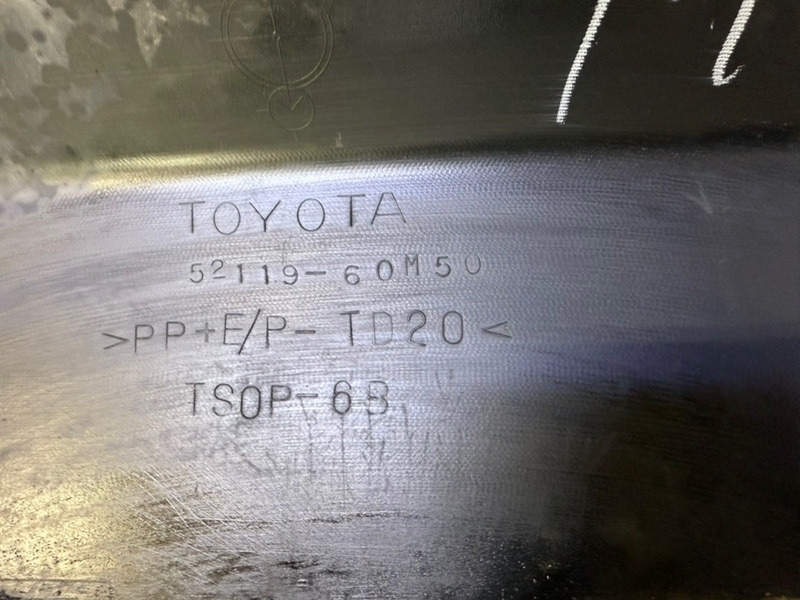 TOYOTA
52119-60M50
>PP+E/P-TD20<
TSOP-6B